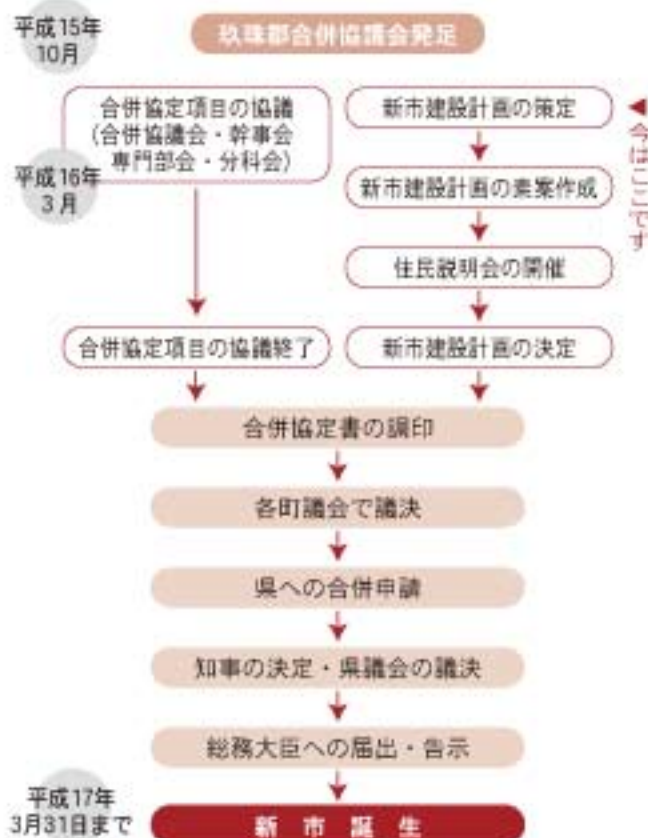 平成15年
10月
玖珠郡合併協議会発足
合併協定項目の協議
(合併協議会・幹事会
専門部会・分科会)
平成16年
3月
新市建設計画の策定
◀今はここです
新市建設計画の素案作成
住民説明会の開催
合併協定項目の協議終了
新市建設計画の決定
合併協定書の調印
各町議会で議決
県への合併申請
知事の決定・県議会の議決
総務大臣への届出・告示
平成17年
3月31日まで
新市誕生